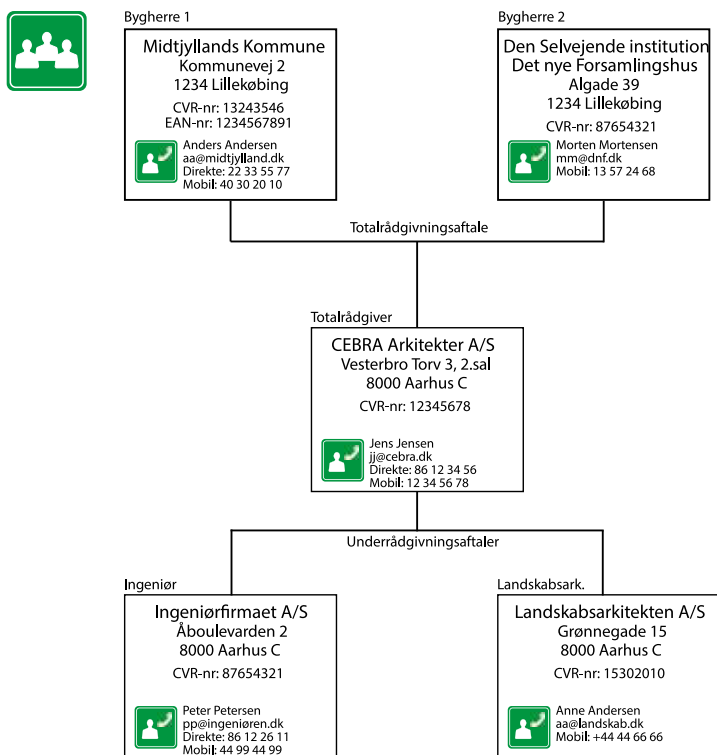 Bygherre 1
Midtjyllands Kommune
Kommunevej 2
1234 Lillekøbing
CVR-nr: 13243546
EAN-nr: 1234567891
Anders Andersen
aa@midtjylland.dk
Direkte: 22 33 55 77
Mobil: 40 30 20 10
Bygherre 2
Den Selvejende institution
Det nye Forsamlingshus
Algade 39
1234 Lillekøbing
CVR-nr: 87654321
Morten Mortensen
mm@dnf.dk
Mobil: 13 57 24 68
Totalrådgivningsaftale
Totalrådgiver
CEBRA Arkitekter A/S
Vesterbro Torv 3, 2.sal
8000 Aarhus C
CVR-nr: 12345678
Jens Jensen
jj@cebra.dk
Direkte: 86 12 34 56
Mobil: 12 34 56 78
Underrådgivningsaftaler
Ingeniør
Ingeniørfirmaet A/S
Åboulevarden 2
8000 Aarhus C
CVR-nr: 87654321
Peter Petersen
pp@ingeniøren.dk
Direkte: 86 12 26 11
Mobil: 44 99 44 99
Landskabsark.
Landskabsarkitekten A/S
Grønnegade 15
8000 Aarhus C
CVR-nr: 15302010
Anne Andersen
aa@landskab.dk
Mobil: +44 44 66 66